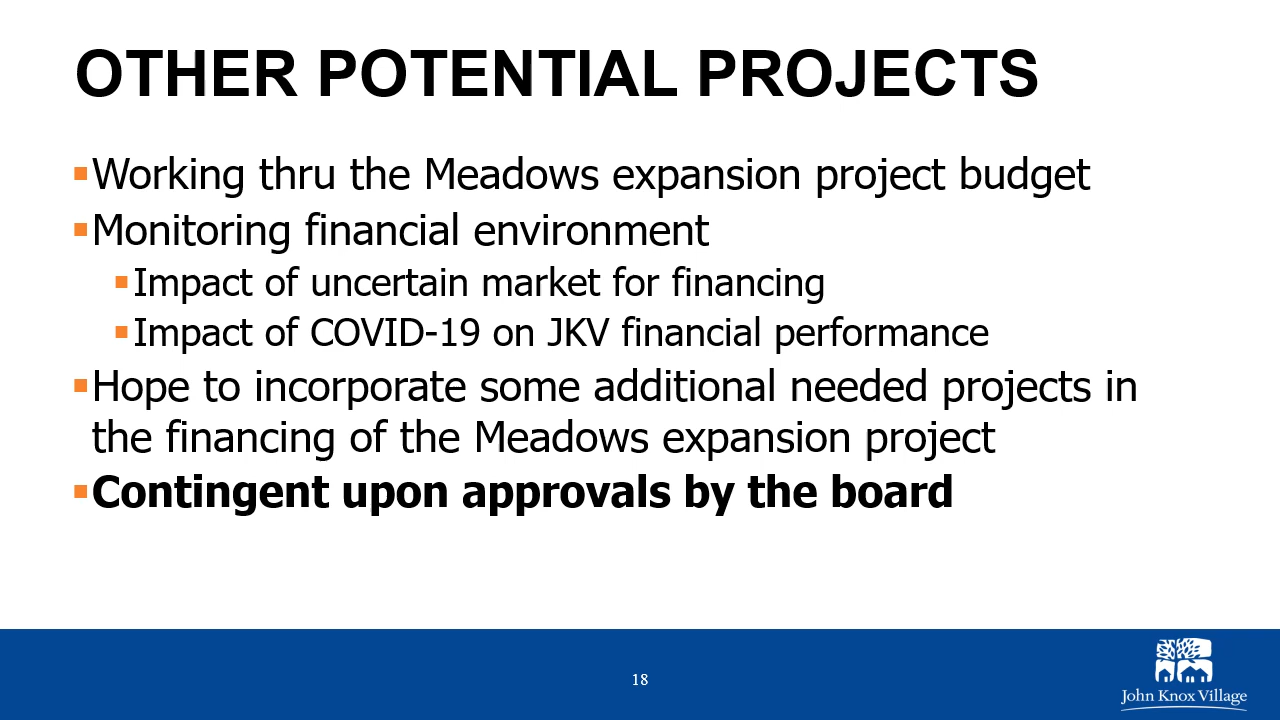 OTHER POTENTIAL PROJECTS
▪Working thru the Meadows expansion project budget
▪Monitoring financial environment
▪Impact of uncertain market for financing
▪Impact of COVID-19 on JKV financial performance
▪Hope to incorporate some additional needed projects in
the financing of the Meadows expansion project
▪Contingent upon approvals by the board
18
John Knox Village